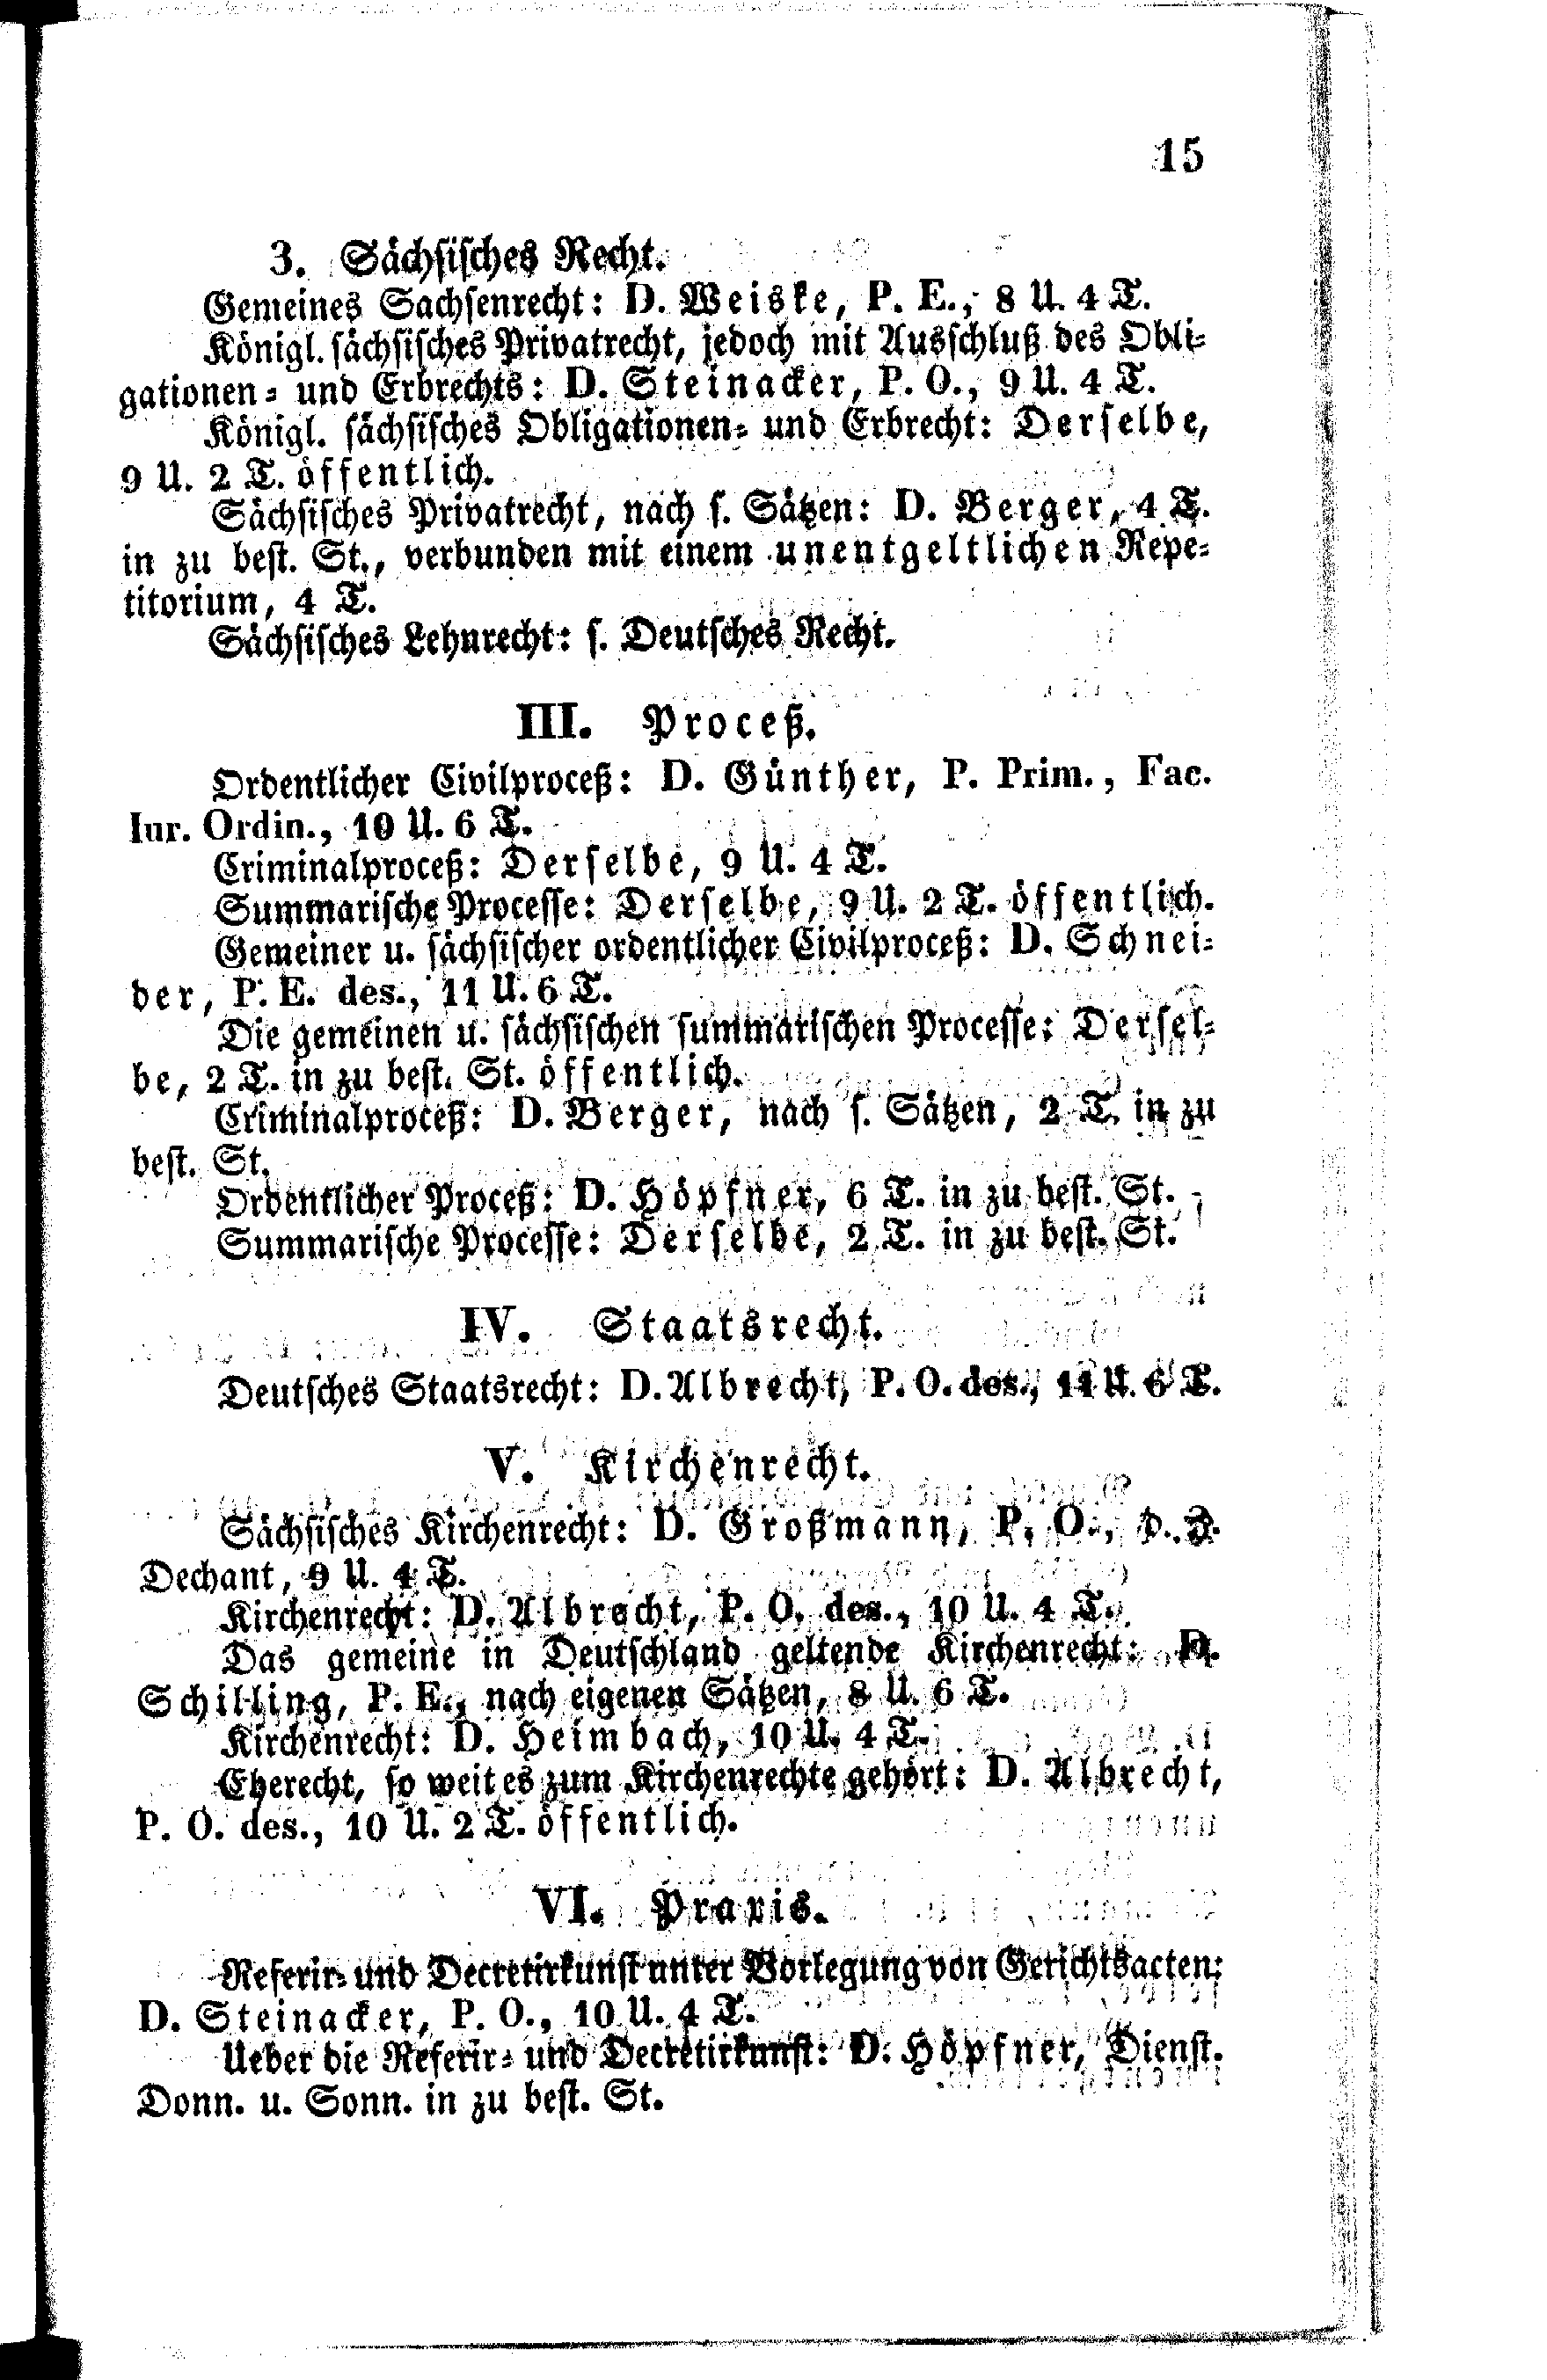 15
3. Sächsisches Recht.
Gemeines Sachsenrecht: D. Weiske, P. E., 8 U. 4 T.
Königl. sächsisches Privatrecht, jedoch mit Ausschluß des Obli-
gationen- und Erbrechts: D. Steinacker, P. O., 9 U. 4 T.
Königl. sächsisches Obligationen- und Erbrecht: Derselbe,
9 U. 2 T. öffentlich.
Sächsisches Privatrecht, nach s. Sätzen: D. Berger, 4 T.
in zu best. St., verbunden mit einem unentgeltlichen Repe-
titorium, 4 T.
Sächsisches Lehnrecht: s. Deutsches Recht.
III. Proceß.
Ordentlicher Civilproceß: D. Günther, P. Prim., Fac.
Iur. Ordin., 10 U. 6 T.
Criminalproceß: Derselbe, 9 U. 4 T.
Summarische Processe: Derselbe, 9 U. 2 T. öffentlich.
Gemeiner u. sächsischer ordentlicher Civilproceß: D. Schnei-
der, P. E. des., 11 U. 6 T.
Die gemeinen u. sächsischen summarischen Processe: Dersel-
be, 2 T. in zu best. St. öffentlich.
Criminalproceß: D. Berger, nach s. Sätzen, 2 T. in zu
best. St.
Ordentlicher Proceß: D. Höpfner, 6 T. in zu best. St.
Summarische Processe: Derselbe, 2 T. in zu best. St.
IV. Staatsrecht.
Deutsches Staatsrecht: D. Albrecht, P. O. des., 11 U. 6 T.
V. Kirchenrecht.
Sächsisches Kirchenrecht: D. Großmann, P. O., d. Z.
Dechant, 9 U. 4 T.
Kirchenrecht: D. Albrecht, P. O. des., 10 U. 4 T.
Das gemeine in Deutschland geltende Kirchenrecht: D.
Schilling, P. E., nach eigenen Sätzen, 8 U. 6 T.
Kirchenrecht: D. Heimbach, 10 U. 4 T.
Eherecht, so weit es zum Kirchenrechte gehört: D. Albrecht,
P. O. des., 10 U. 2 T. öffentlich.
VI. Praxis.
Referir- und Decretirkunst unter Vorlegung von Gerichtsacten:
D. Steinacker, P. O., 10 U. 4 T.
Ueber die Referir- und Decretirkunst: D. Höpfner, Dienst.
Donn. u. Sonn. in zu best. St.